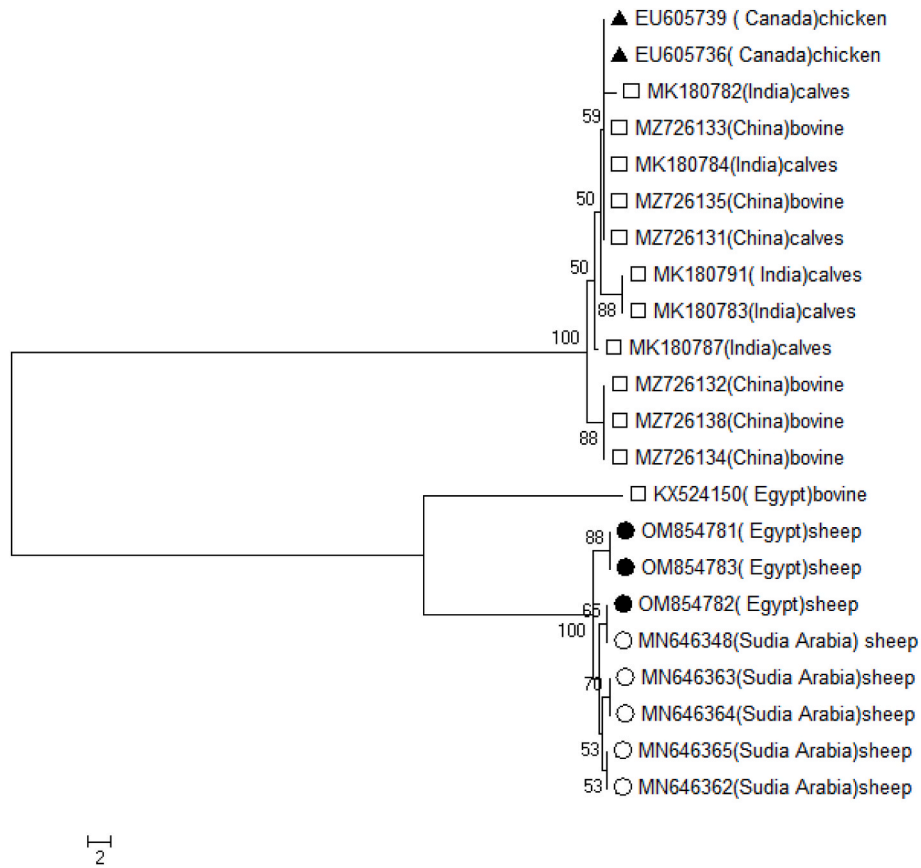 EU605739 ( Canada)chicken
EU605736( Canada)chicken
MK180782(India)calves
59
MZ726133(China)bovine
MK180784(India)calves
50
MZ726135(China)bovine
MZ726131(China)calves
50
MK180791( India)calves
88
MK180783(India)calves
100
MK180787(India)calves
MZ726132(China)bovine
MZ726138(China)bovine
88
MZ726134(China)bovine
KX524150( Egypt)bovine
88
OM854781( Egypt)sheep
OM854783( Egypt)sheep
65
OM854782( Egypt)sheep
100
MN646348(Sudia Arabia) sheep
70
MN646363(Sudia Arabia)sheep
MN646364(Sudia Arabia)sheep
53
MN646365(Sudia Arabia)sheep
53
MN646362(Sudia Arabia)sheep
2